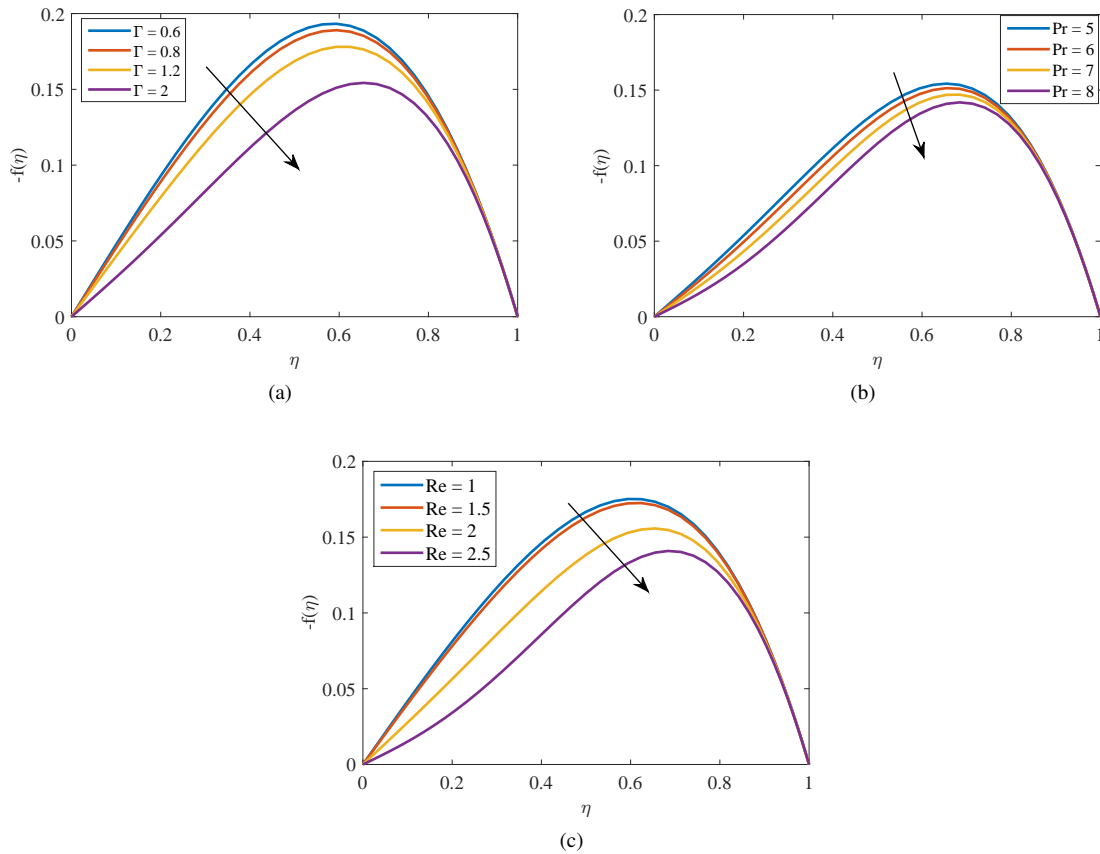 0.2
0.15
0.1
0.05
0
-f(η)
Γ = 0.6
Γ = 0.8
Γ = 1.2
Γ = 2
0 0.2 0.4 0.6 0.8 1
η
(a)
0.2
0.15
0.1
0.05
0
-f(η)
Pr = 5
Pr = 6
Pr = 7
Pr = 8
0 0.2 0.4 0.6 0.8 1
η
(b)
0.2
0.15
0.1
0.05
0
-f(η)
Re = 1
Re = 1.5
Re = 2
Re = 2.5
0 0.2 0.4 0.6 0.8 1
η
(c)